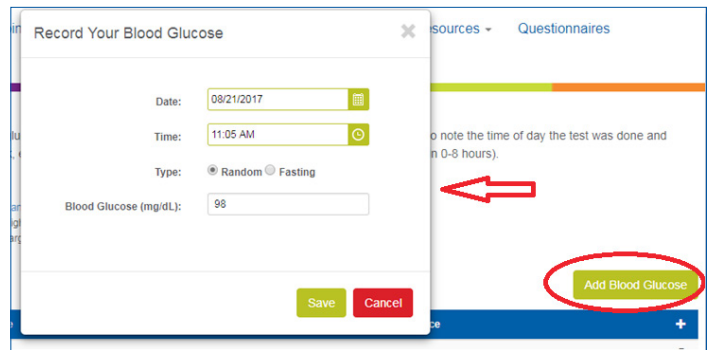 Record Your Blood Glucose
Questionnaires
Date: 08/21/2017
o note the time of day the test was done and
Time: 11:05 AM
n 0-8 hours).
Type: Random Fasting
Blood Glucose (mg/dL): 98
Add Blood Glucose
Save Cancel